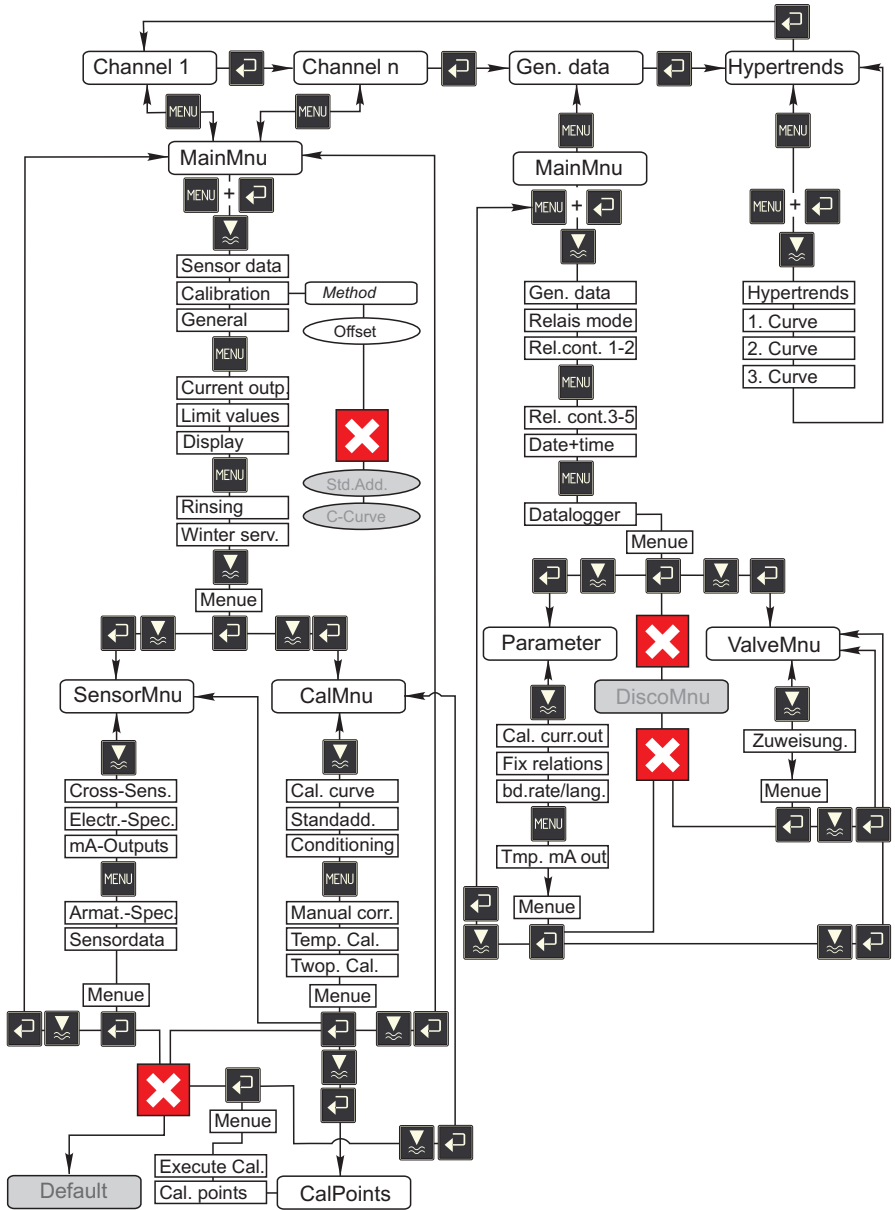 Channel 1
Channel n
Gen. data
Hypertrends
MENU
MENU
MENU
MENU
MainMnu
MENU +
MainMnu
MENU +
MENU +
Sensor data
Calibration
General
Method
Offset
MENU
Current outp.
Limit values
Display
MENU
Rinsing
Winter serv.
Menue
Std.Add.
C-Curve
Gen. data
Relais mode
Rel.cont. 1-2
MENU
Rel. cont.3-5
Date+time
MENU
Datalogger
Menue
Hypertrends
1. Curve
2. Curve
3. Curve
SensorMnu
CalMnu
Parameter
DiscoMnu
ValveMnu
Cross-Sens.
Electr.-Spec.
mA-Outputs
MENU
Armat.-Spec.
Sensordata
Menue
Cal. curve
Standadd.
Conditioning
MENU
Manual corr.
Temp. Cal.
Twop. Cal.
Menue
Cal. curr.out
Fix relations
bd.rate/lang.
MENU
Tmp. mA out
Menue
Zuweisung.
Menue
Menue
Execute Cal.
Cal. points
Default
CalPoints